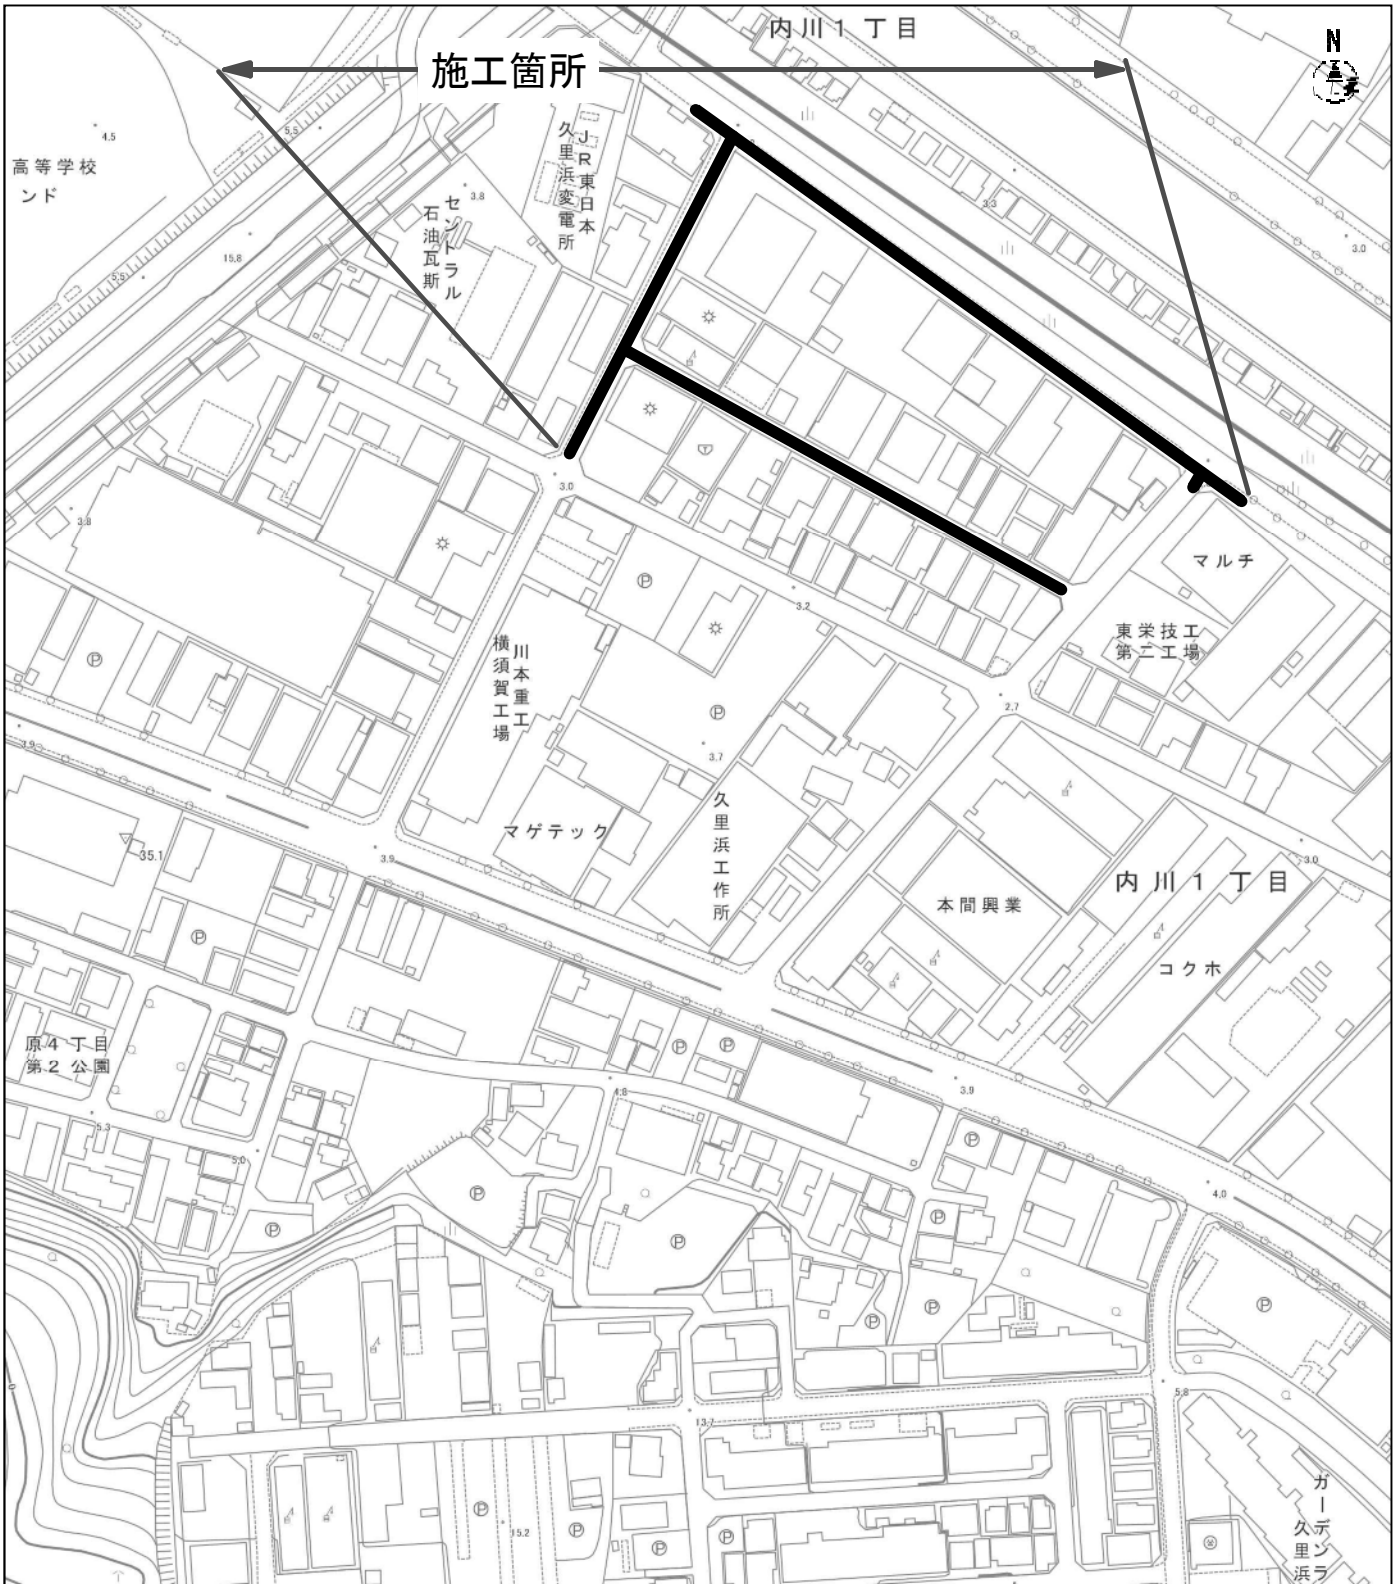 内川１丁目
N
施工箇所
5.5
4.5
高等学校
ンド
JR東日本
久里浜変電所
3.8
セントラル
石油瓦斯
3.3
3.0
15.8
5.5
3.0
3.8
マルチ
3.2
東栄技工
第二工場
川本重工
横須賀工場
P
P
P
2.7
3.9
3.7
久里浜工作所
マゲテック
35.1
3.9
3.0
内川１丁目
本間興業
P
コクホ
原４丁目
第２公園
P
P
4.8
3.9
5.3
5.0
P
P
4.0
P
P
P
P
P
P
P
5.8
13.7
ガーデンラ
久里浜
P
15.2
P
P
P